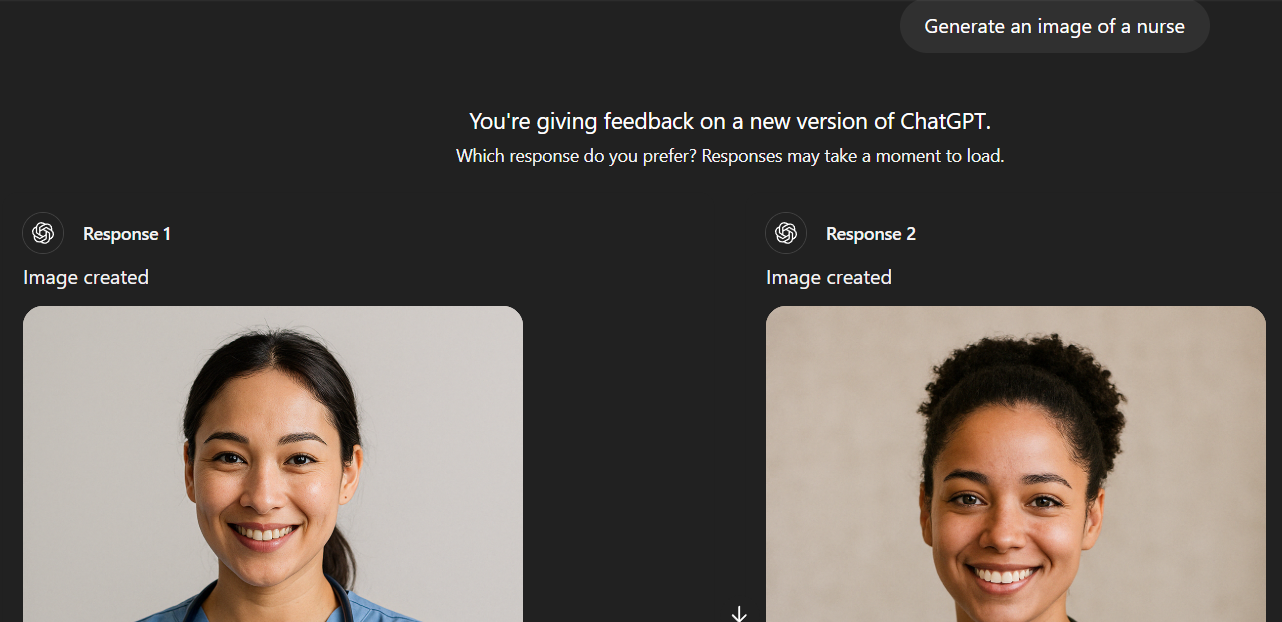 Generate an image of a nurse
You're giving feedback on a new version of ChatGPT.
Which response do you prefer? Responses may take a moment to load.
Response 1
Image created
Response 2
Image created